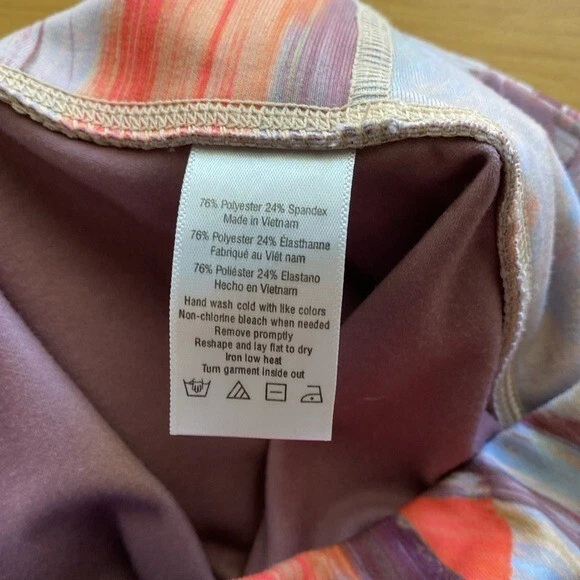 76% Polyester 24% Spandex
Made in Vietnam
76% Polyester 24% Élasthanne
Fabriqué au Viêt nam
76% Poliéster 24% Elastano
Hecho en Vietnam
Hand wash cold with like colors
Non-chlorine bleach when needed
Remove promptly
Reshape and lay flat to dry
Iron low heat
Turn garment inside out